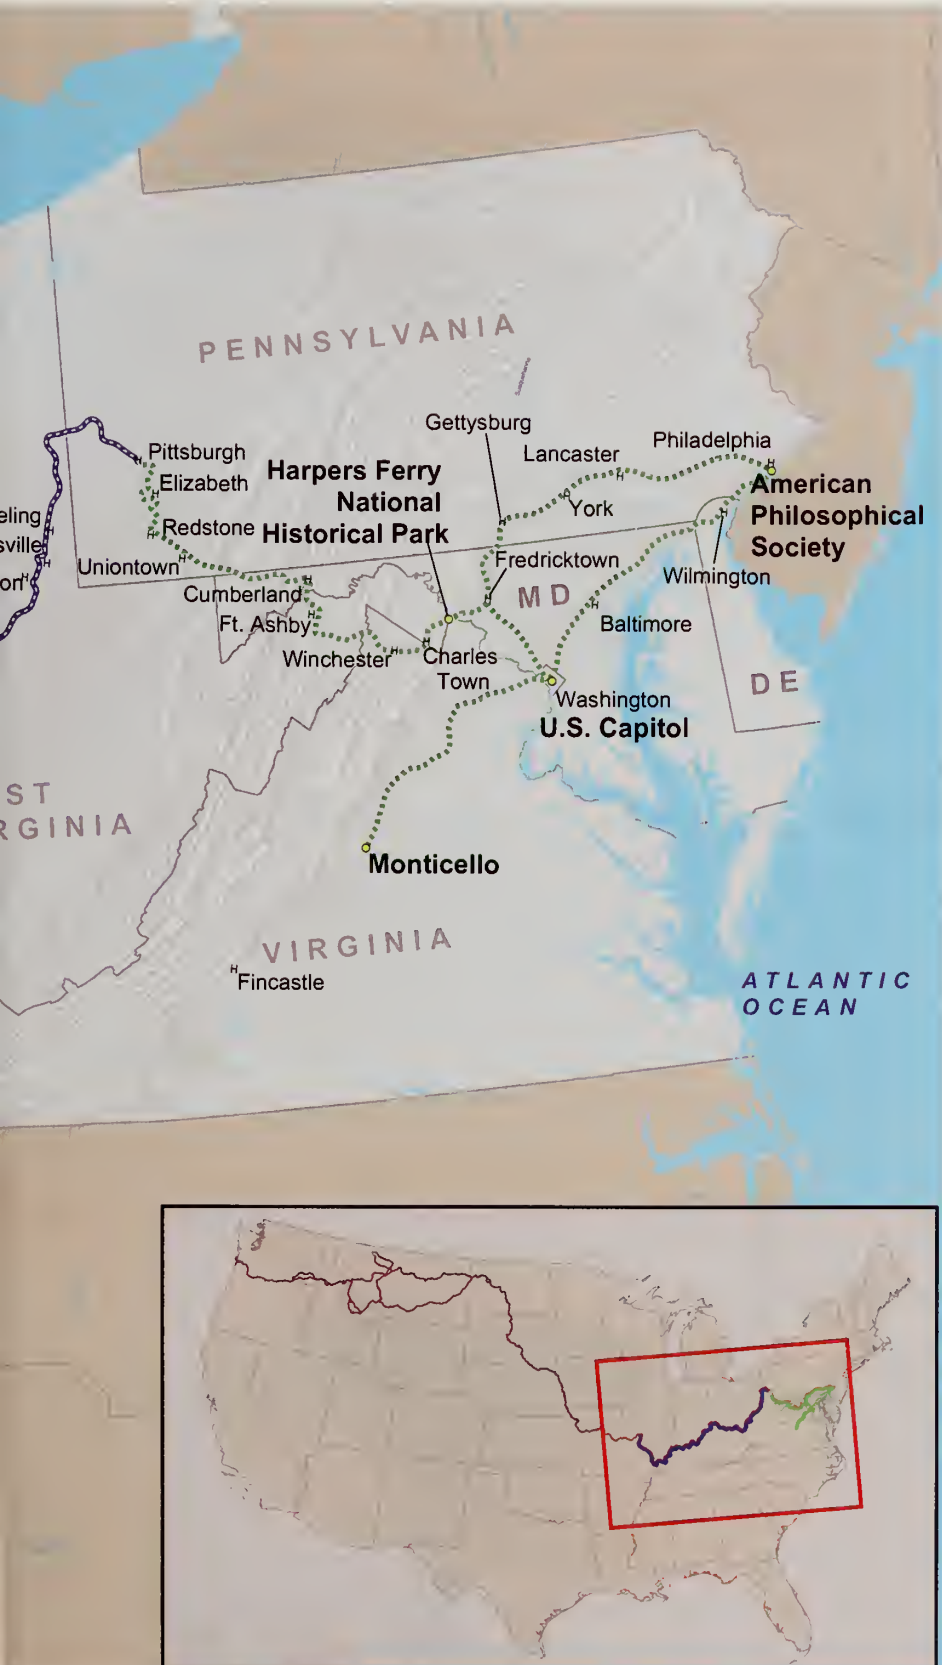 PENNSYLVANIA
Gettysburg
Philadelphia
Lancaster
Pittsburgh
Harpers Ferry
National
Historical Park
Elizabeth
American
Philosophical
Society
York
eling
Redstone
sville
Uniontown
Fredricktown
Wilmington
on
Cumberland
MD
Ft. Ashby
Baltimore
Winchester
Charles
Town
DE
Washington
U.S. Capitol
ST
RGINIA
Monticello
VIRGINIA
Fincastle
ATLANTIC
OCEAN